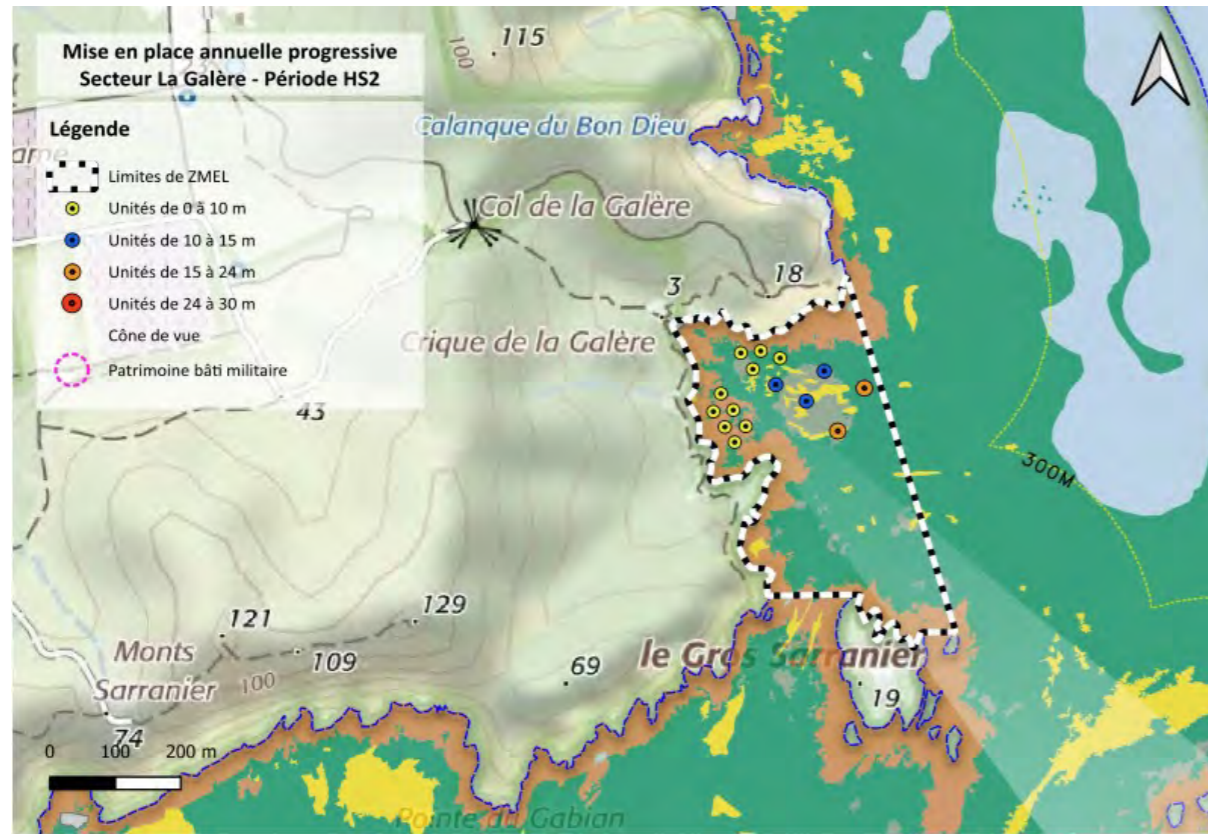 Mise en place annuelle progressive
Secteur La Galère - Période HS2
Légende
Limites de ZMEL
Unités de 0 à 10 m
Unités de 10 à 15 m
Unités de 15 à 24 m
Unités de 24 à 30 m
Cône de vue
Patrimoine bâti militaire
115
100
Calanque du Bon Dieu
Col de la Galère
18
3
Crique de la Galère
43
300M
121
129
109
Monts
Sarranier
100
69
le Gros Sarranier
19
74
0 100 200 m
Pointe du Gabian